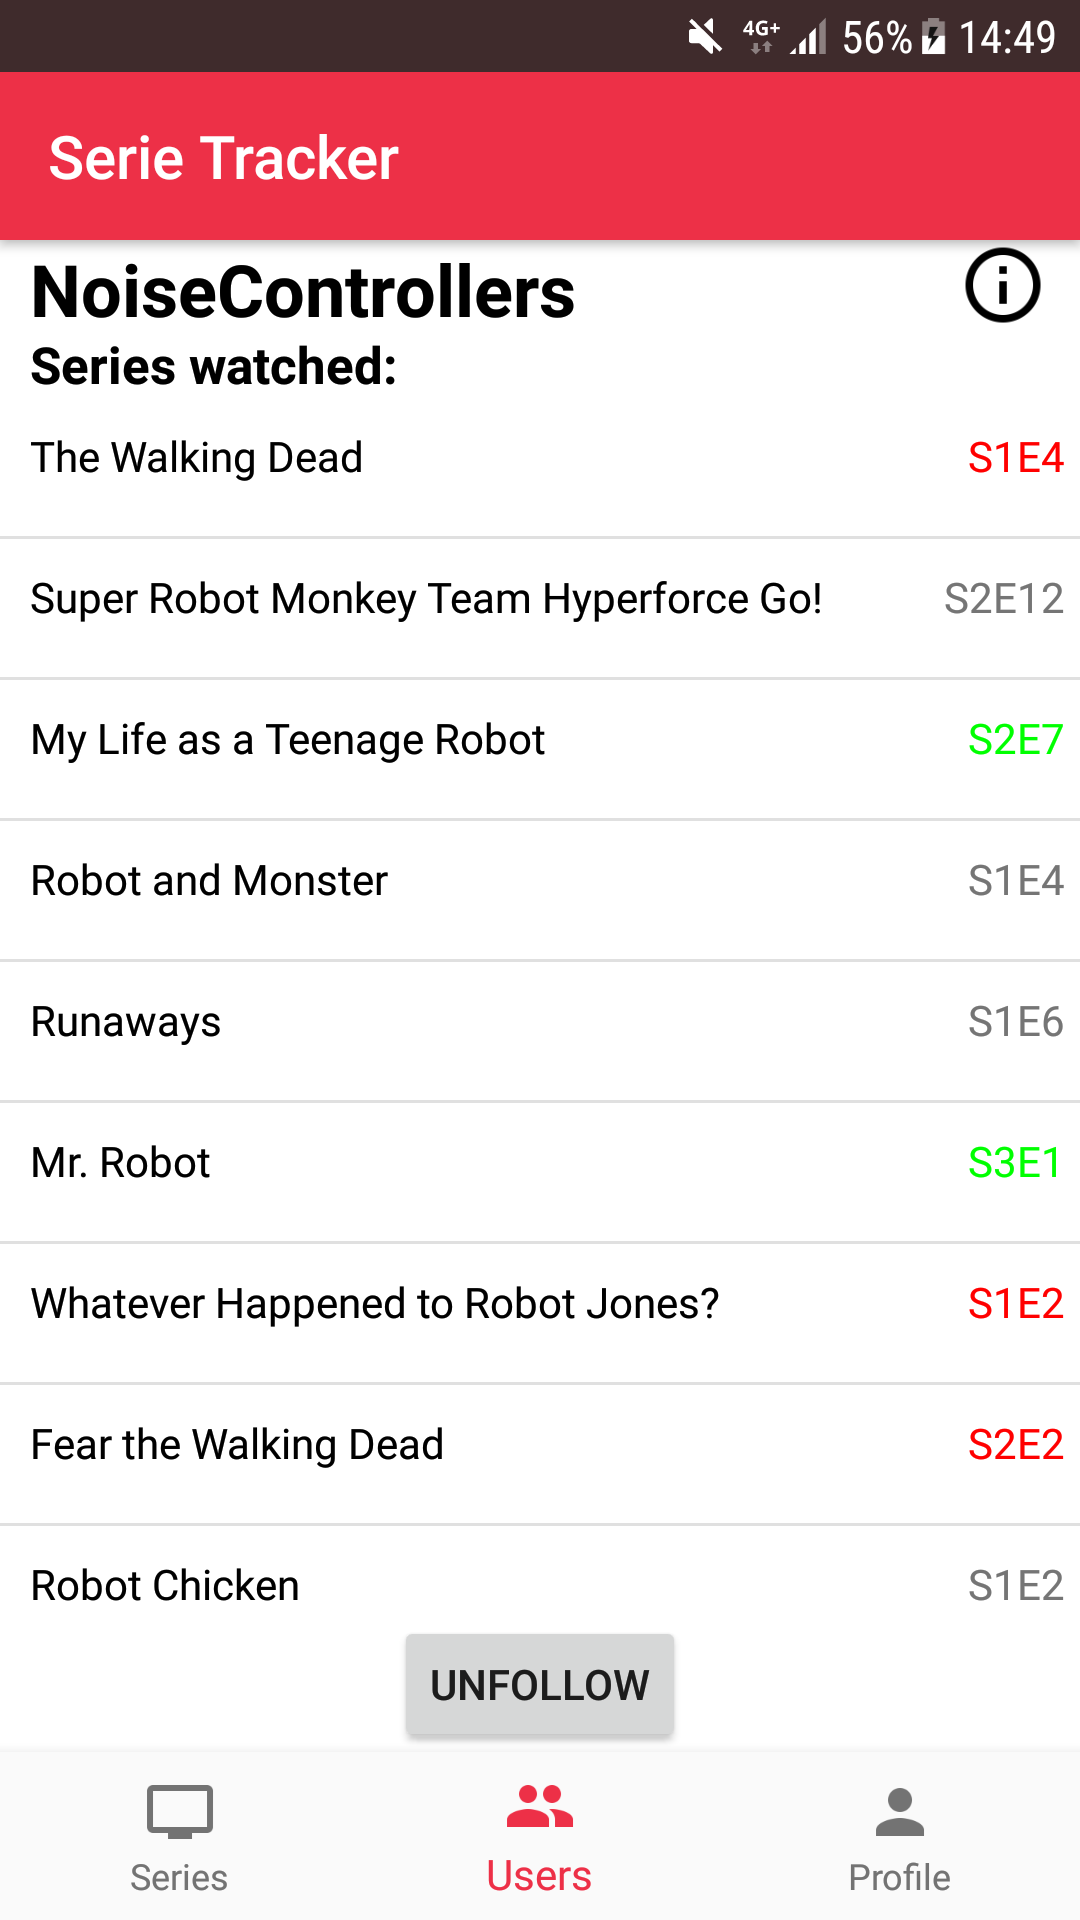 4G+ 56% 14:49
Serie Tracker
NoiseControllers
Series watched:
The Walking Dead S1E4
Super Robot Monkey Team Hyperforce Go! S2E12
My Life as a Teenage Robot S2E7
Robot and Monster S1E4
Runaways S1E6
Mr. Robot S3E1
Whatever Happened to Robot Jones? S1E2
Fear the Walking Dead S2E2
Robot Chicken S1E2
UNFOLLOW
Series Users Profile